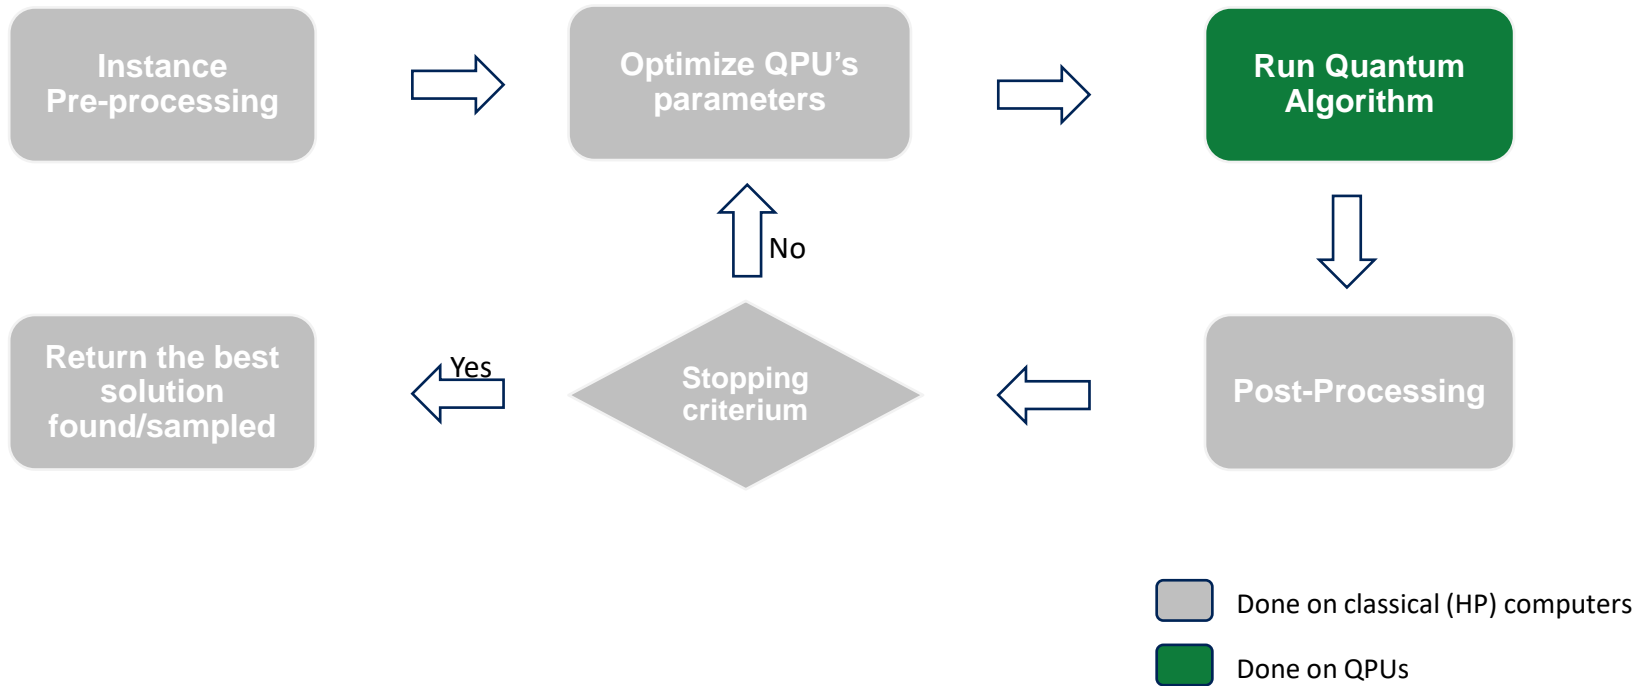 Instance
Pre-processing
Optimize QPU’s
parameters
Run Quantum
Algorithm
No
Return the best
solution
found/sampled
Yes
Stopping
criterium
Post-Processing
Done on classical (HP) computers
Done on QPUs